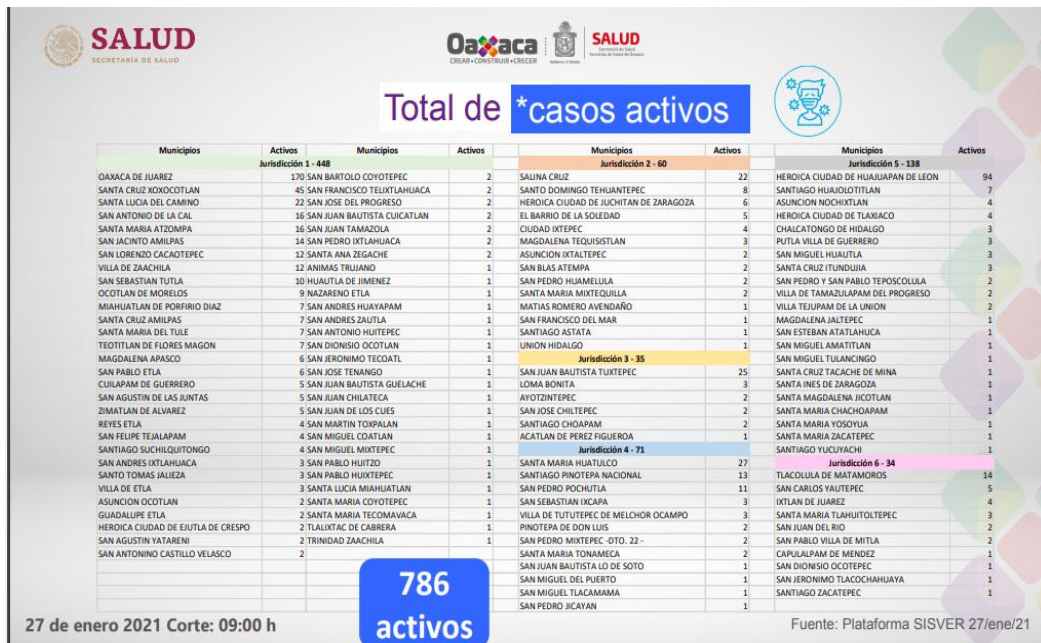 SALUD
SECRETARÍA DE SALUD
Oaxaca
CREAR • CONSTRUIR • CRECER
SALUD
Total de *casos activos
Municipios Activos Municipios Activos
Jurisdicción 1 - 448
OAXACA DE JUAREZ 170 SAN BARTOLO COYOTEPEC 2
SANTA CRUZ XOXOCOTLAN 45 SAN FRANCISCO TELIXTLAHUACA 2
SANTA LUCIA DEL CAMINO 22 SAN JOSE DEL PROGRESO 2
SAN ANTONIO DE LA CAL 16 SAN JUAN BAUTISTA CUICATLAN 2
SANTA MARIA ATZOMPA 16 SAN JUAN TAMAZOLA 2
SAN JACINTO AMILPAS 14 SAN PEDRO IXTLAHUACA 2
SAN LORENZO CACAOTEPEC 12 SANTA ANA ZEGACHE 2
VILLA DE ZAACHILA 12 ANIMAS TRUJANO 1
SAN SEBASTIAN TUTLA 10 HUAUTLA DE JIMENEZ 1
OCOTLAN DE MORELOS 9 NAZARENO ETLA 1
MIAHUATLAN DE PORFIRIO DIAZ 7 SAN ANDRES HUAYAPAM 1
SANTA CRUZ AMILPAS 7 SAN ANDRES ZAUTLA 1
SANTA MARIA DEL TULE 7 SAN ANTONIO HUITEPEC 1
TEOTITLAN DE FLORES MAGON 7 SAN DIONISIO OCOTLAN 1
MAGDALENA APASCO 6 SAN JERONIMO TECOATL 1
SAN PABLO ETLA 6 SAN JOSE TENANGO 1
CUILAPAM DE GUERRERO 5 SAN JUAN BAUTISTA GUELACHE 1
SAN AGUSTIN DE LAS JUNTAS 5 SAN JUAN CHILATECA 1
ZIMATLAN DE ALVAREZ 5 SAN JUAN DE LOS CUES 1
REYES ETLA 4 SAN MARTIN TOXPALAN 1
SAN FELIPE TEJALAPAM 4 SAN MIGUEL COATLAN 1
SANTIAGO SUCHILQUITONGO 4 SAN MIGUEL MIXTEPEC 1
SAN ANDRES IXTLAHUACA 3 SAN PABLO HUITZO 1
SANTO TOMAS JALIEZA 3 SAN PABLO HUIXTEPEC 1
VILLA DE ETLA 3 SANTA LUCIA MIAHUATLAN 1
ASUNCION OCOTLAN 2 SANTA MARIA COYOTEPEC 1
GUADALUPE ETLA 2 SANTA MARIA TECOMAVACA 1
HEROICA CIUDAD DE EJUTLA DE CRESPO 2 TLALIXTAC DE CABRERA 1
SAN AGUSTIN YATARENI 2 TRINIDAD ZAACHILA 1
SAN ANTONINO CASTILLO VELASCO 2
Municipios Activos
Jurisdicción 2 - 60
SALINA CRUZ 22
SANTO DOMINGO TEHUANTEPEC 8
HEROICA CIUDAD DE JUCHITAN DE ZARAGOZA 6
EL BARRIO DE LA SOLEDAD 5
CIUDAD IXTEPEC 4
MAGDALENA TEQUISISTLAN 3
ASUNCION IXTALTEPEC 2
SAN BLAS ATEMPA 2
SAN PEDRO HUAMELULA 2
SANTA MARIA MIXTEQUILLA 2
MATIAS ROMERO AVENDAÑO 1
SAN FRANCISCO DEL MAR 1
SANTIAGO ASTATA 1
UNION HIDALGO 1
Jurisdicción 3 - 35
SAN JUAN BAUTISTA TUXTEPEC 25
LOMA BONITA 3
AYOTZINTEPEC 2
SAN JOSE CHILTEPEC 2
SANTIAGO CHOAPAM 2
ACATLAN DE PEREZ FIGUEROA 1
Jurisdicción 4 - 71
SANTA MARIA HUATULCO 27
SANTIAGO PINOTEPA NACIONAL 13
SAN PEDRO POCHUTLA 11
SAN SEBASTIAN IXCAPA 3
VILLA DE TUTUTEPEC DE MELCHOR OCAMPO 3
PINOTEPA DE DON LUIS 2
SAN PEDRO MIXTEPEC -DTO. 22 - 2
SANTA MARIA TONAMECA 2
SAN JUAN BAUTISTA LO DE SOTO 1
SAN MIGUEL DEL PUERTO 1
SAN MIGUEL TLACAMAMA 1
SAN PEDRO JICAYAN 1
Municipios Activos
Jurisdicción 5 - 138
HEROICA CIUDAD DE HUAJUAPAN DE LEON 94
SANTIAGO HUAJOLOTITLAN 7
ASUNCION NOCHIXTLAN 4
HEROICA CIUDAD DE TLAXIACO 4
CHALCATONGO DE HIDALGO 3
PUTLA VILLA DE GUERRERO 3
SAN MIGUEL HUAUTLA 3
SANTA CRUZ ITUNDUJIA 3
SAN PEDRO Y SAN PABLO TEPOSCOLULA 2
VILLA DE TAMAZULAPAM DEL PROGRESO 2
VILLA TEJUPAM DE LA UNION 2
MAGDALENA JALTEPEC 1
SAN ESTEBAN ATATLAHUCA 1
SAN MIGUEL AMATITLAN 1
SAN MIGUEL TULANCINGO 1
SANTA CRUZ TACACHE DE MINA 1
SANTA INES DE ZARAGOZA 1
SANTA MAGDALENA JICOTLAN 1
SANTA MARIA CHACHOAPAM 1
SANTA MARIA YOSOYUA 1
SANTA MARIA ZACATEPEC 1
SANTIAGO YUCUYACHI 1
Jurisdicción 6 - 34
TLACOLULA DE MATAMOROS 14
SAN CARLOS YAUTEPEC 5
IXTLAN DE JUAREZ 4
SANTA MARIA TLAHUITOLTEPEC 3
SAN JUAN DEL RIO 2
SAN PABLO VILLA DE MITLA 2
CAPULALPAM DE MENDEZ 1
SAN DIONISIO OCOTEPEC 1
SAN JERONIMO TLACOCHAHUAYA 1
SANTIAGO ZACATEPEC 1
786
activos
27 de enero 2021 Corte: 09:00 h
Fuente: Plataforma SISVER 27/ene/21